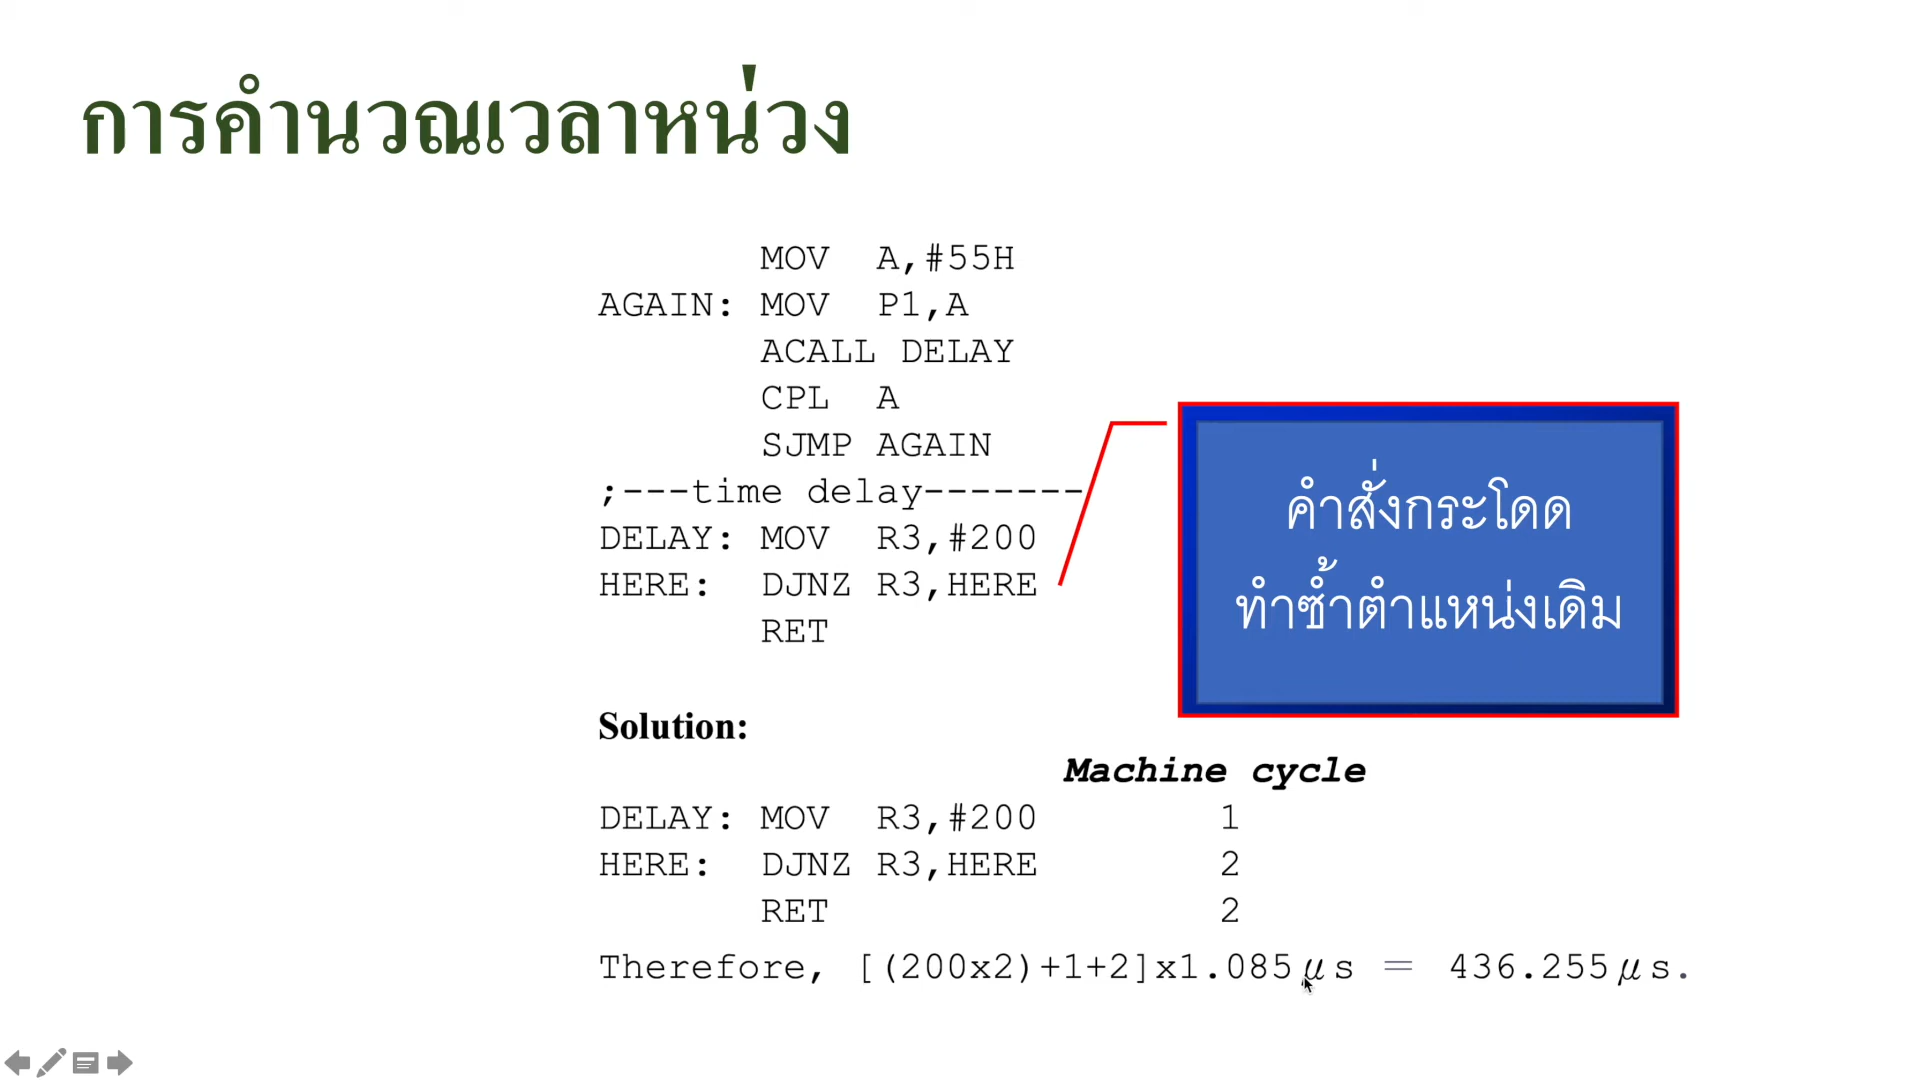 การคำนวณเวลาหน่วง
MOV A,#55H
AGAIN: MOV P1,A
ACALL DELAY
CPL A
SJMP AGAIN
;---time delay-------
DELAY: MOV R3,#200
HERE: DJNZ R3,HERE
RET
คำสั่งกระโดด
ทำซ้ำตำแหน่งเดิม
Solution:
Machine cycle
DELAY: MOV R3,#200 1
HERE: DJNZ R3,HERE 2
RET 2
Therefore, [(200x2)+1+2]x1.085μs = 436.255μs.